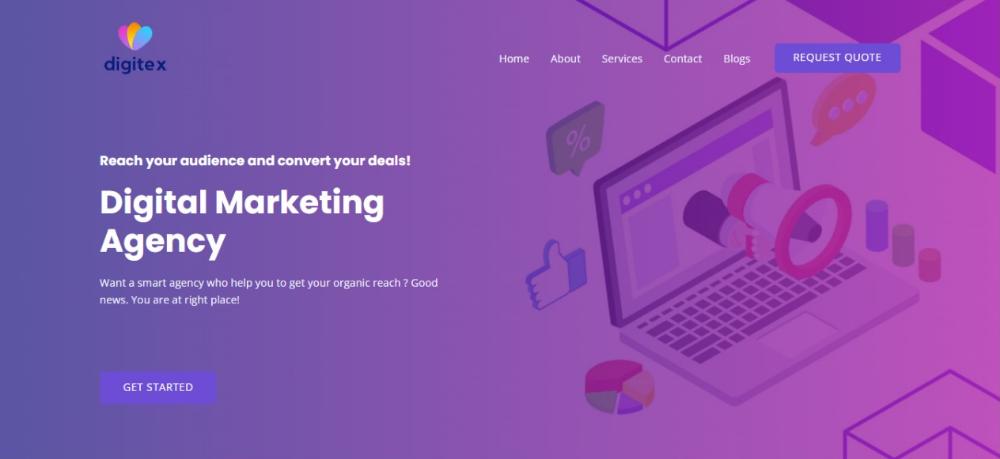 digitex
Home About Services Contact Blogs REQUEST QUOTE
%
Reach your audience and convert your deals!
Digital Marketing
Agency
Want a smart agency who help you to get your organic reach ? Good
news. You are at right place!
GET STARTED